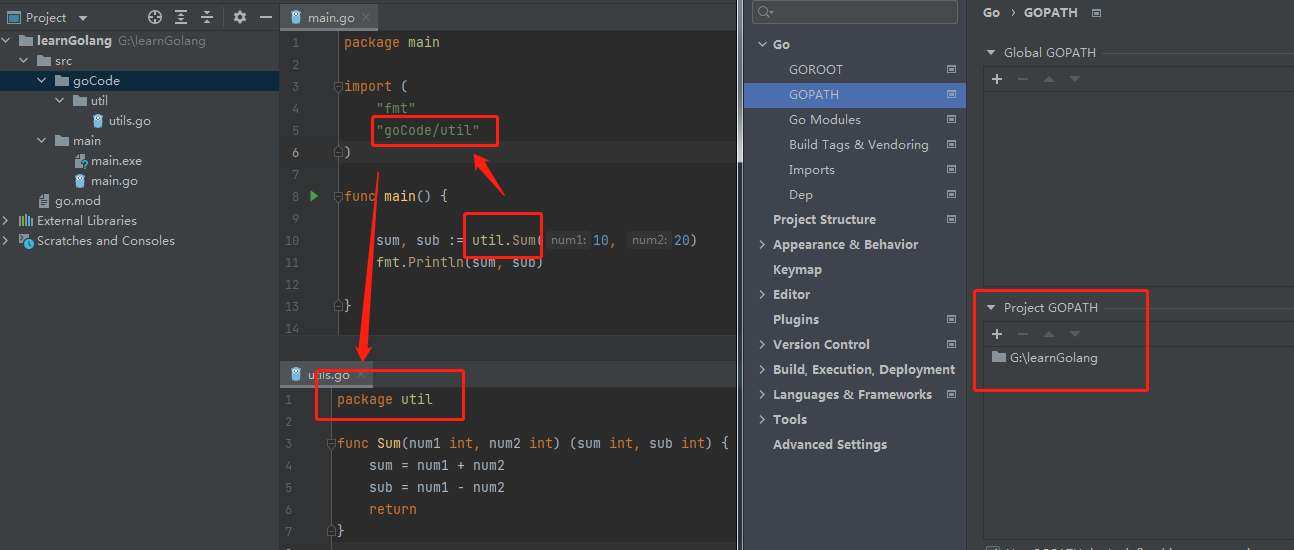 Project
learnGolang G:\learnGolang
src
goCode
util
utils.go
main
main.exe
main.go
go.mod
External Libraries
Scratches and Consoles
main.go
1 package main
2
3 import (
4 "fmt"
5 "goCode/util"
6 )
7
8 func main() {
9
10 sum, sub := util.Sum( num1: 10, num2: 20)
11 fmt.Println(sum, sub)
12
13 }
14
utils.go
1 package util
2
3 func Sum(num1 int, num2 int) (sum int, sub int) {
4 sum = num1 + num2
5 sub = num1 - num2
6 return
7 }
Go
GOROOT
GOPATH
Go Modules
Build Tags & Vendoring
Imports
Dep
Project Structure
Appearance & Behavior
Keymap
Editor
Plugins
Version Control
Build, Execution, Deployment
Languages & Frameworks
Tools
Advanced Settings
Go › GOPATH
Global GOPATH
Project GOPATH
G:\learnGolang